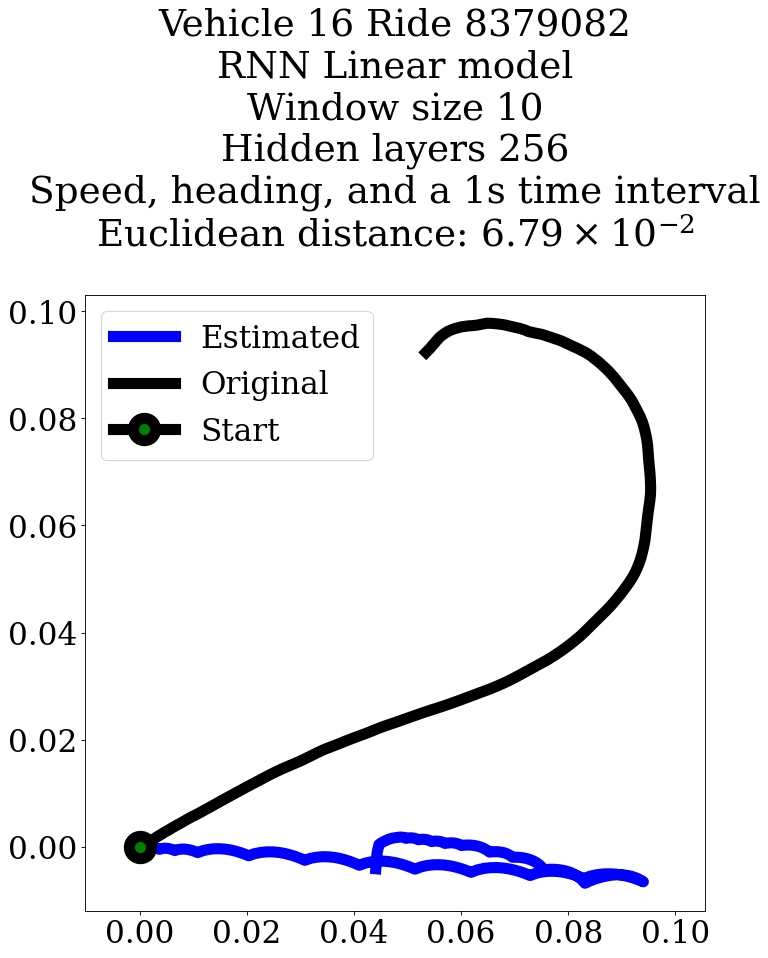 Vehicle 16 Ride 8379082
RNN Linear model
Window size 10
Hidden layers 256
Speed, heading, and a 1s time interval
Euclidean distance: 6.79 × 10⁻²
Estimated
Original
Start
0.10
0.08
0.06
0.04
0.02
0.00
0.00 0.02 0.04 0.06 0.08 0.10